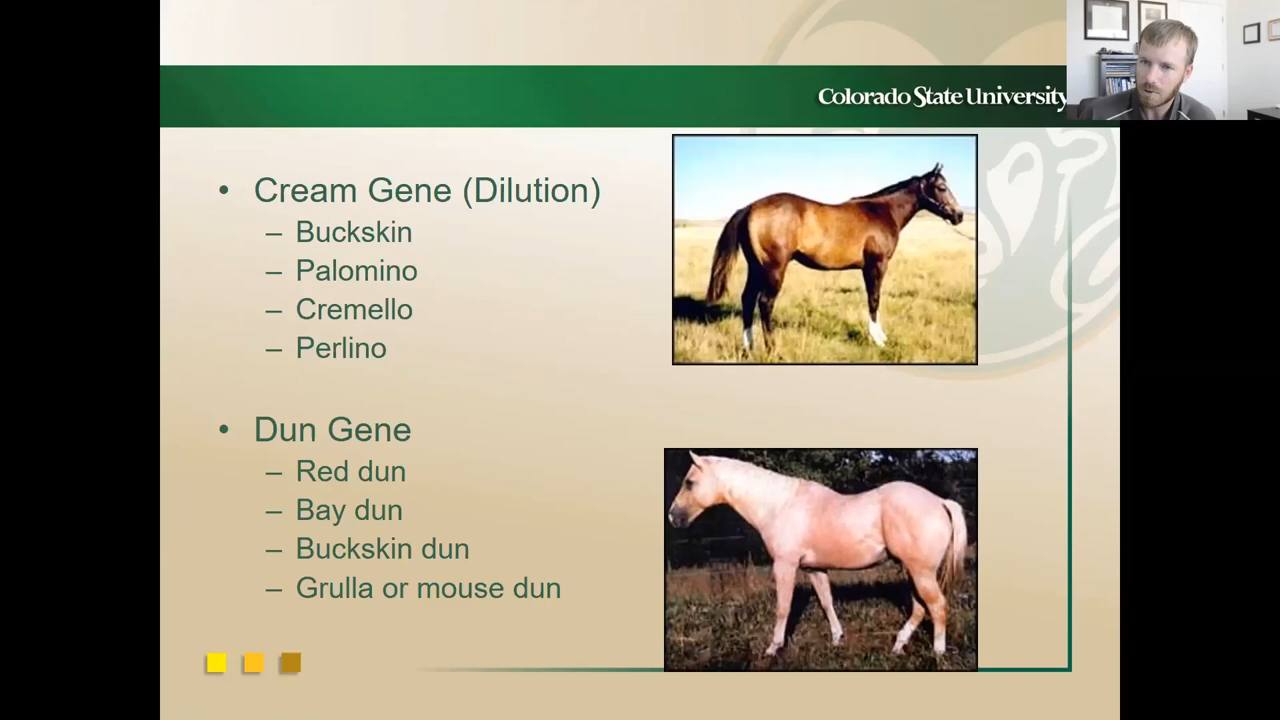 Colorado State University
• Cream Gene (Dilution)
– Buckskin
– Palomino
– Cremello
– Perlino
• Dun Gene
– Red dun
– Bay dun
– Buckskin dun
– Grulla or mouse dun